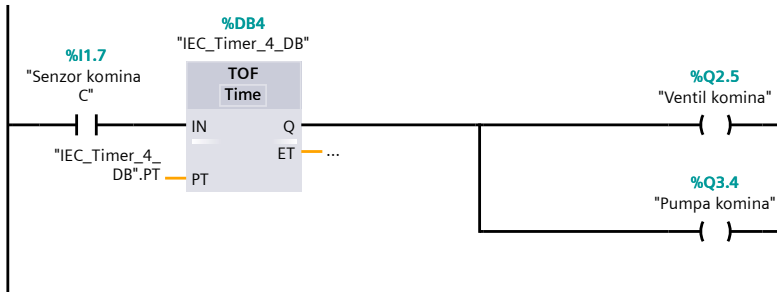 %DB4
"IEC_Timer_4_DB"
%I1.7
"Senzor komina
C"
TOF
Time
%Q2.5
"Ventil komina"
IN
Q
"IEC_Timer_4_
DB".PT
ET
...
PT
%Q3.4
"Pumpa komina"